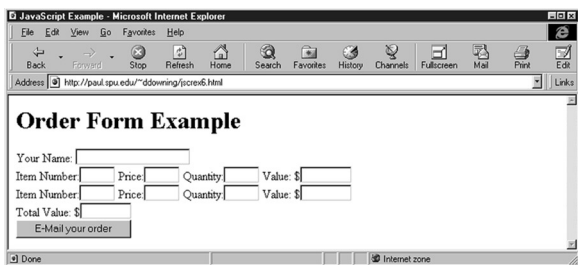 JavaScript Example - Microsoft Internet Explorer
File Edit View Go Favorites Help
Back Forward Stop Refresh Home Search Favorites History Channels Fullscreen Mail Print Edit
Address http://paul.spu.edu/~ddowning/jscrex6.html Links
Order Form Example
Your Name:
Item Number: Price: Quantity: Value: $
Item Number: Price: Quantity: Value: $
Total Value: $
E-Mail your order
Done Internet zone